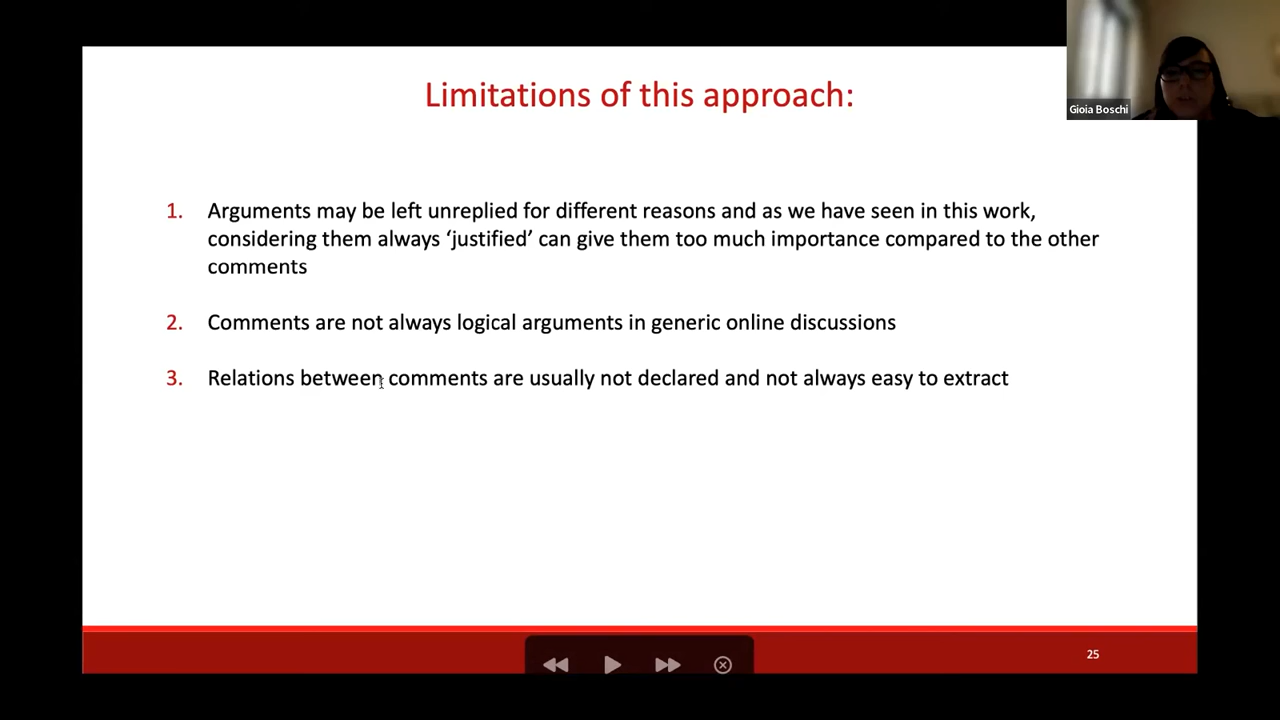 Limitations of this approach:
Gioia Boschi
1. Arguments may be left unreplied for different reasons and as we have seen in this work,
considering them always ‘justified’ can give them too much importance compared to the other
comments
2. Comments are not always logical arguments in generic online discussions
3. Relations between comments are usually not declared and not always easy to extract
25